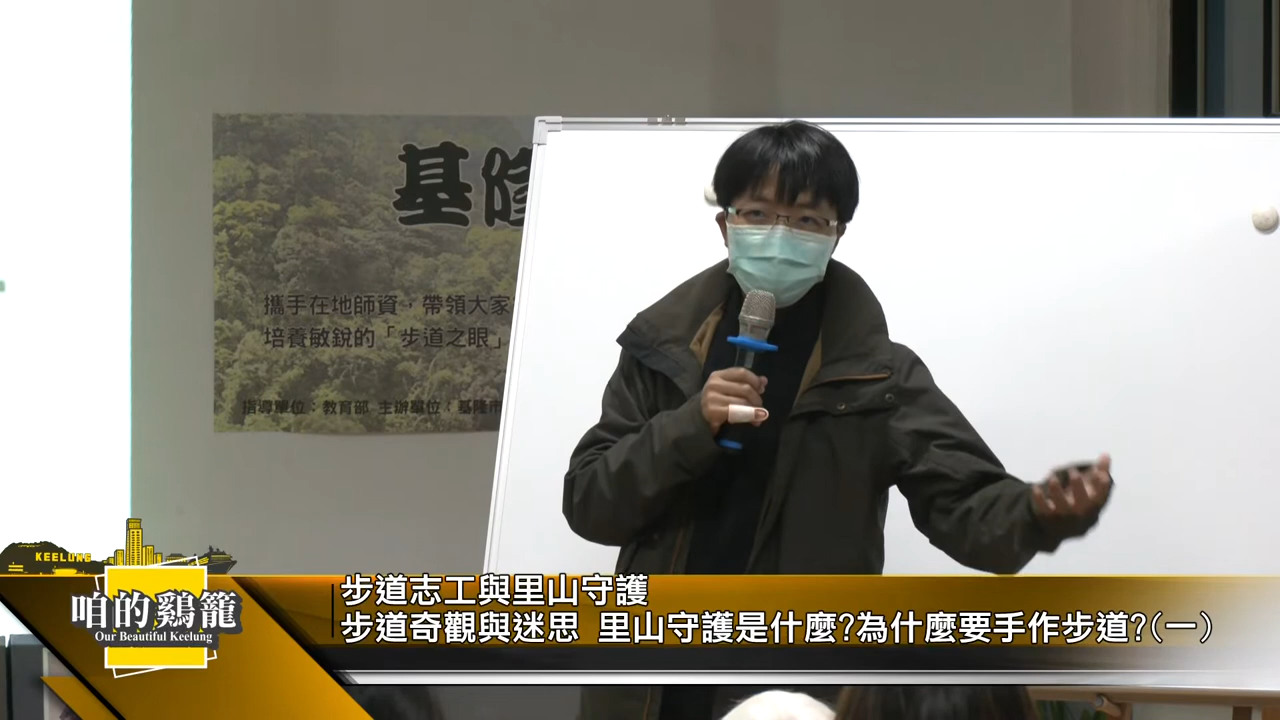 基隆
攜手在地師資，帶領大家
培養敏銳的「步道之眼」
指導單位：教育部 主辦單位：基隆市
KEELUNG
咱的鷄籠
Our Beautiful Keelung
步道志工與里山守護
步道奇觀與迷思 里山守護是什麼?為什麼要手作步道?(一)